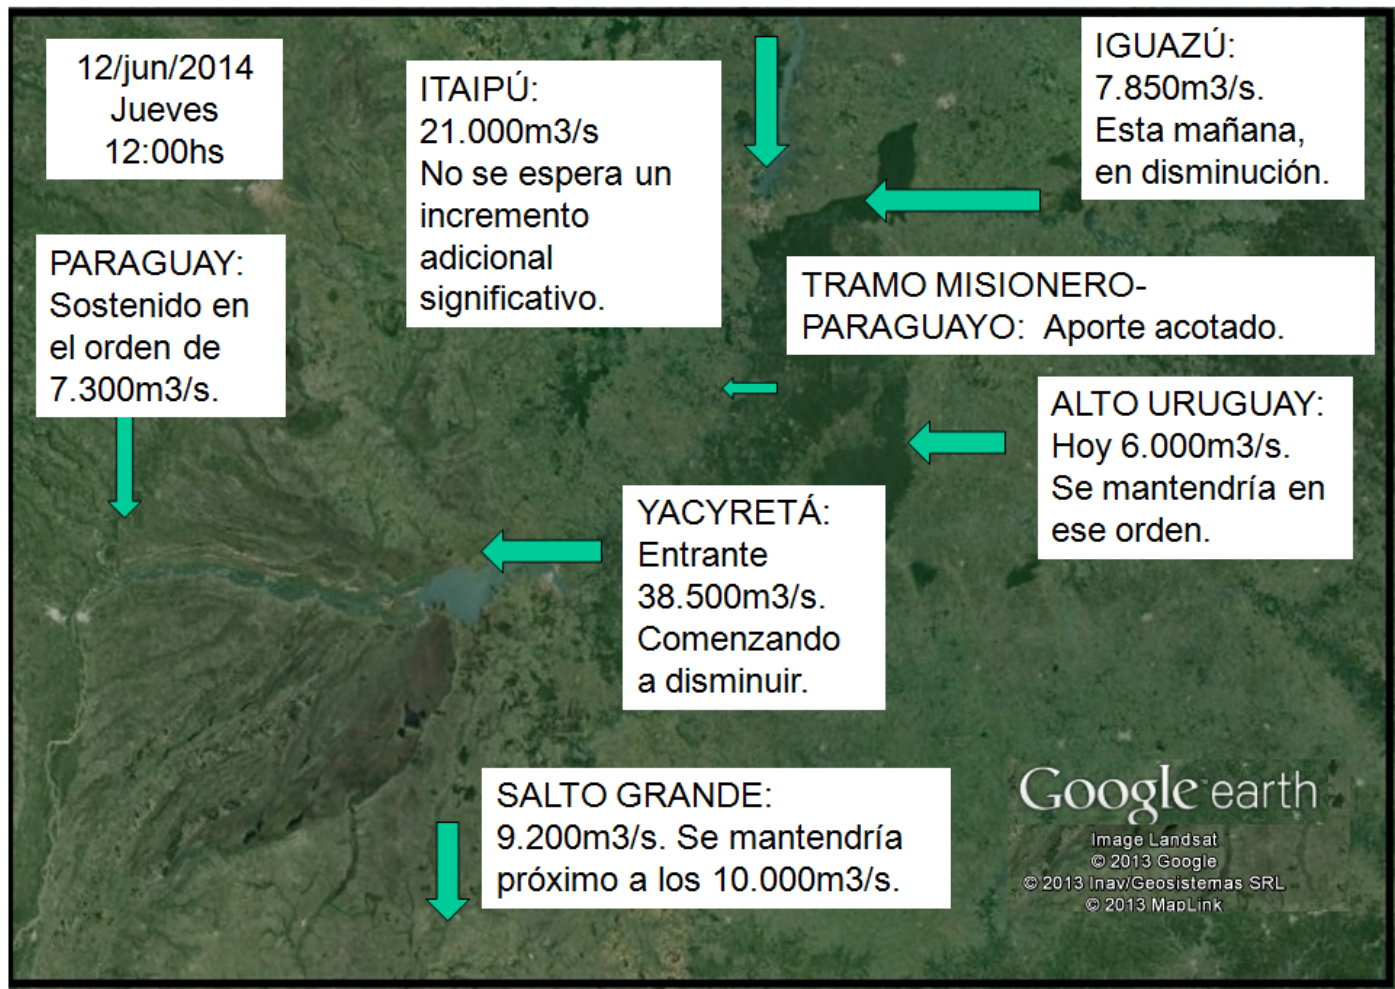 12/jun/2014
Jueves
12:00hs
ITAIPÚ:
21.000m3/s
No se espera un
incremento
adicional
significativo.
IGUAZÚ:
7.850m3/s.
Esta mañana,
en disminución.
PARAGUAY:
Sostenido en
el orden de
7.300m3/s.
TRAMO MISIONERO-
PARAGUAYO:  Aporte acotado.
ALTO URUGUAY:
Hoy 6.000m3/s.
Se mantendría en
ese orden.
YACYRETÁ:
Entrante
38.500m3/s.
Comenzando
a disminuir.
SALTO GRANDE:
9.200m3/s. Se mantendría
próximo a los 10.000m3/s.
Google earth
Image Landsat
© 2013 Google
© 2013 Inav/Geosistemas SRL
© 2013 MapLink